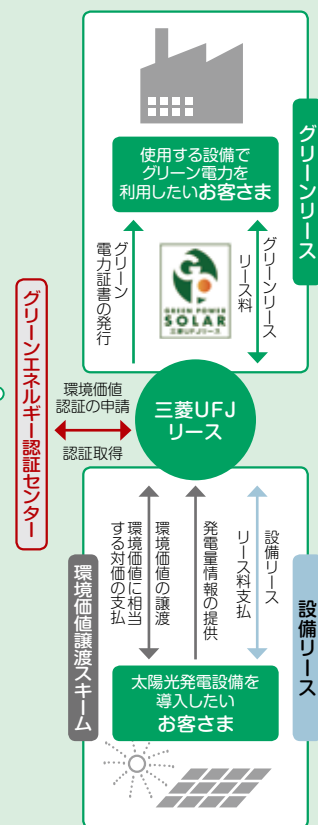 使用する設備で
グリーン電力を
利用したいお客さま
グリーンリース
グリーン
電力証書の発行
GREEN POWER
SOLAR
三菱UFJリース
グリーンリース
リース料
グリーンエネルギー認証センター
環境価値
認証の申請
認証取得
三菱UFJ
リース
環境価値譲渡スキーム
環境価値の譲渡
環境価値に相当
する対価の支払
発電量情報の提供
設備リース
リース料支払
設備リース
太陽光発電設備を
導入したい
お客さま